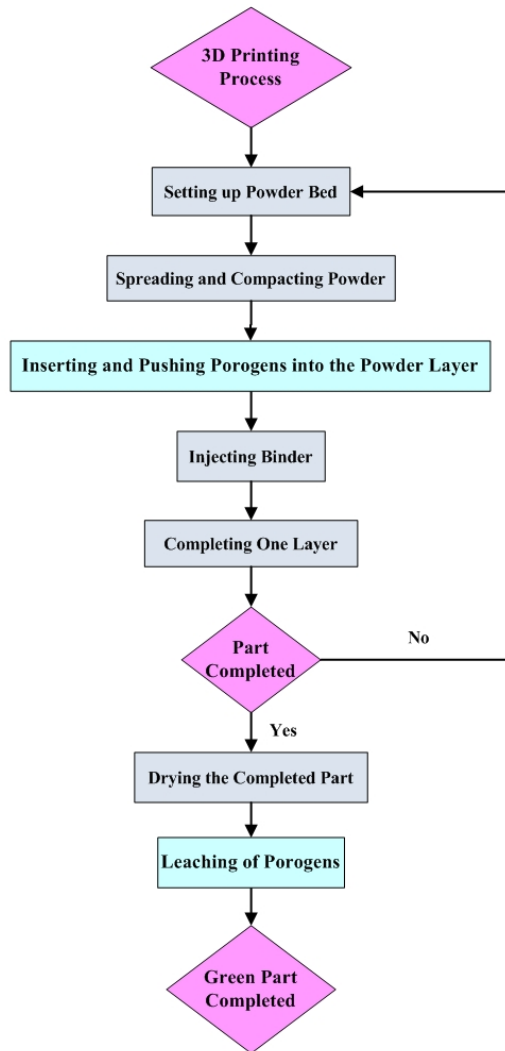 3D Printing
Process
Setting up Powder Bed
Spreading and Compacting Powder
Inserting and Pushing Porogens into the Powder Layer
Injecting Binder
Completing One Layer
Part
Completed
No
Yes
Drying the Completed Part
Leaching of Porogens
Green Part
Completed